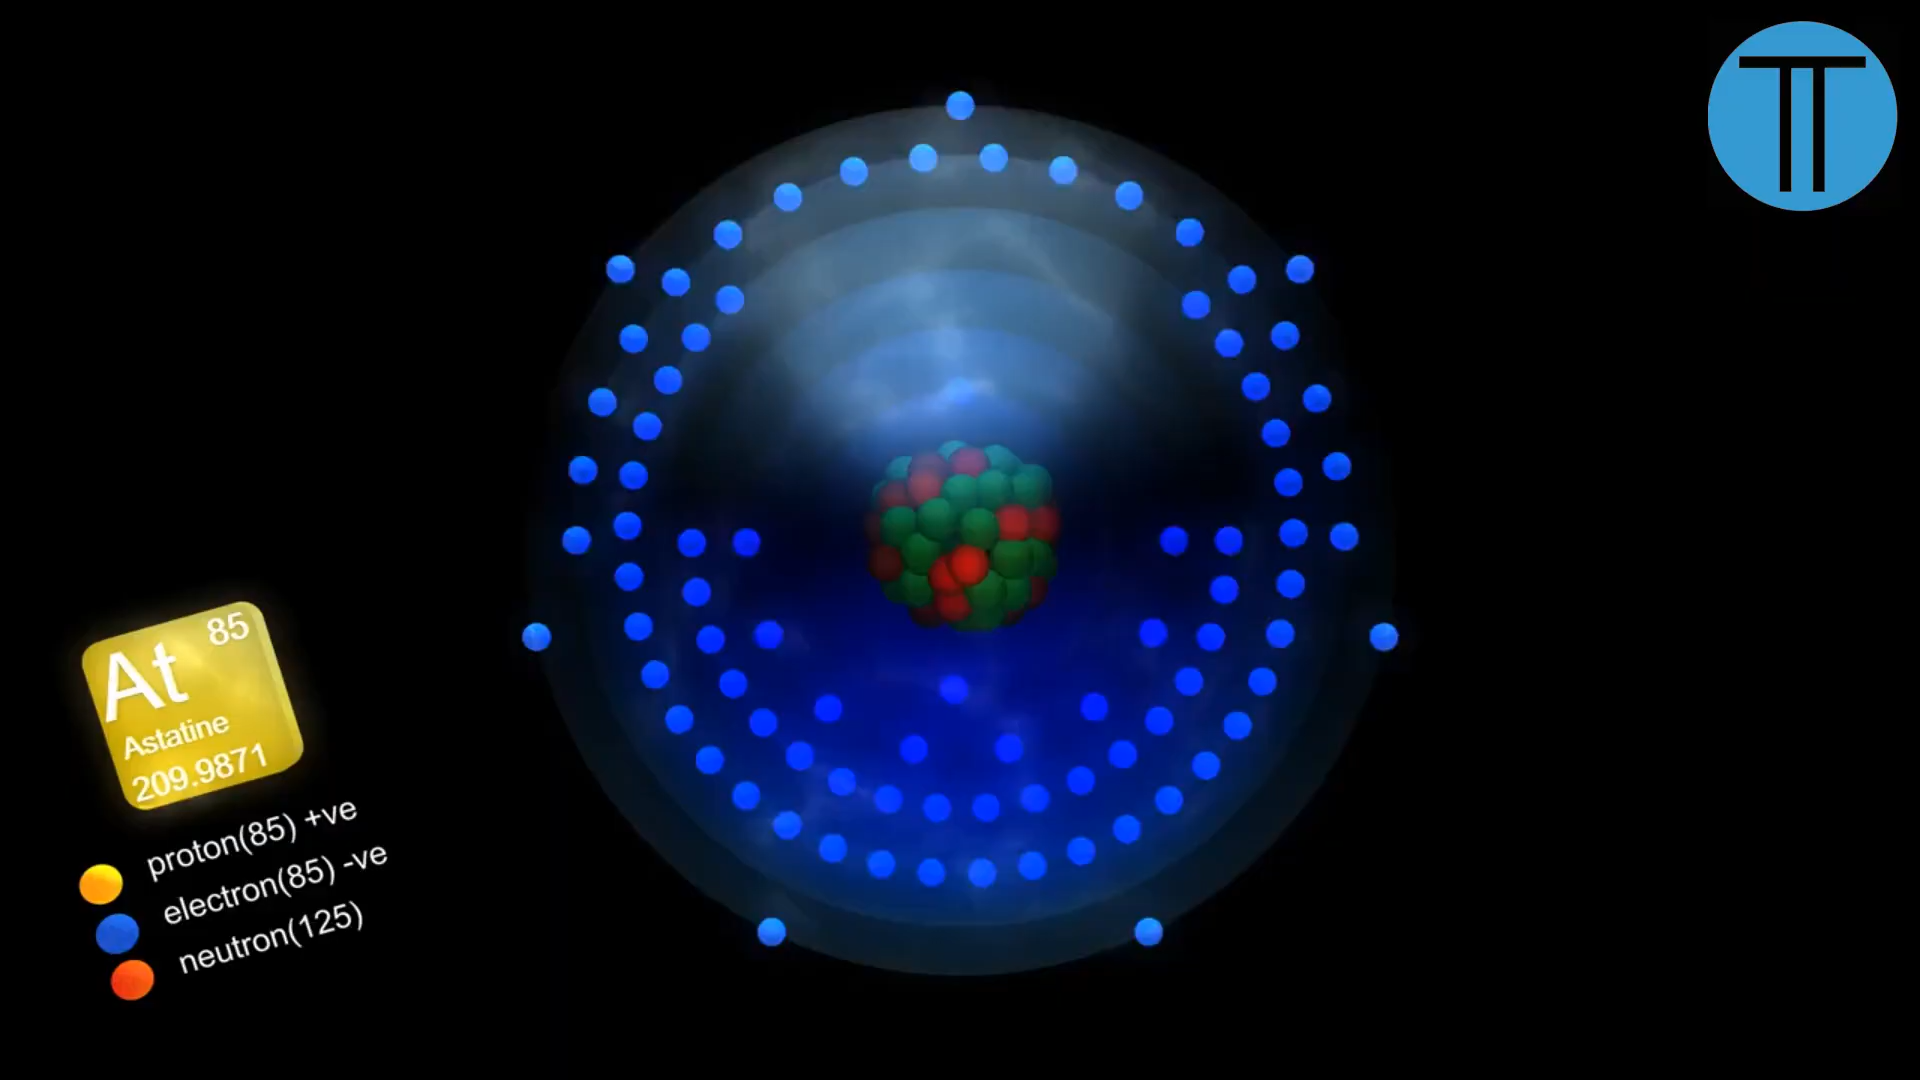 85
At
Astatine
209.9871
proton(85) +ve
electron(85) -ve
neutron(125)